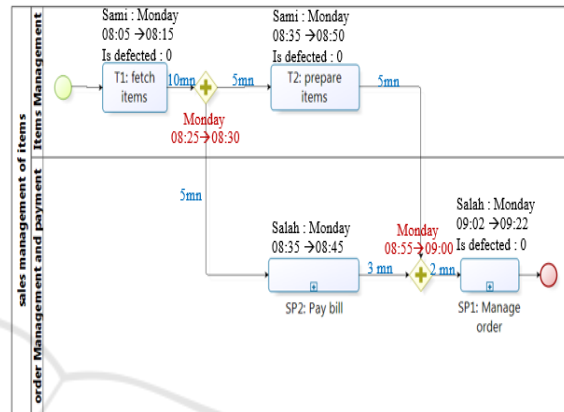 sales management of items
Items Management
order Management and payment
Sami : Monday
08:05 →08:15
Is defected : 0
T1: fetch
items
10mn
5mn
Monday
08:25→08:30
Sami : Monday
08:35 →08:50
Is defected : 0
T2: prepare
items
5mn
5mn
Salah : Monday
08:35 →08:45
SP2: Pay bill
3 mn
Monday
08:55→09:00
2 mn
Salah : Monday
09:02 →09:22
Is defected : 0
SP1: Manage
order